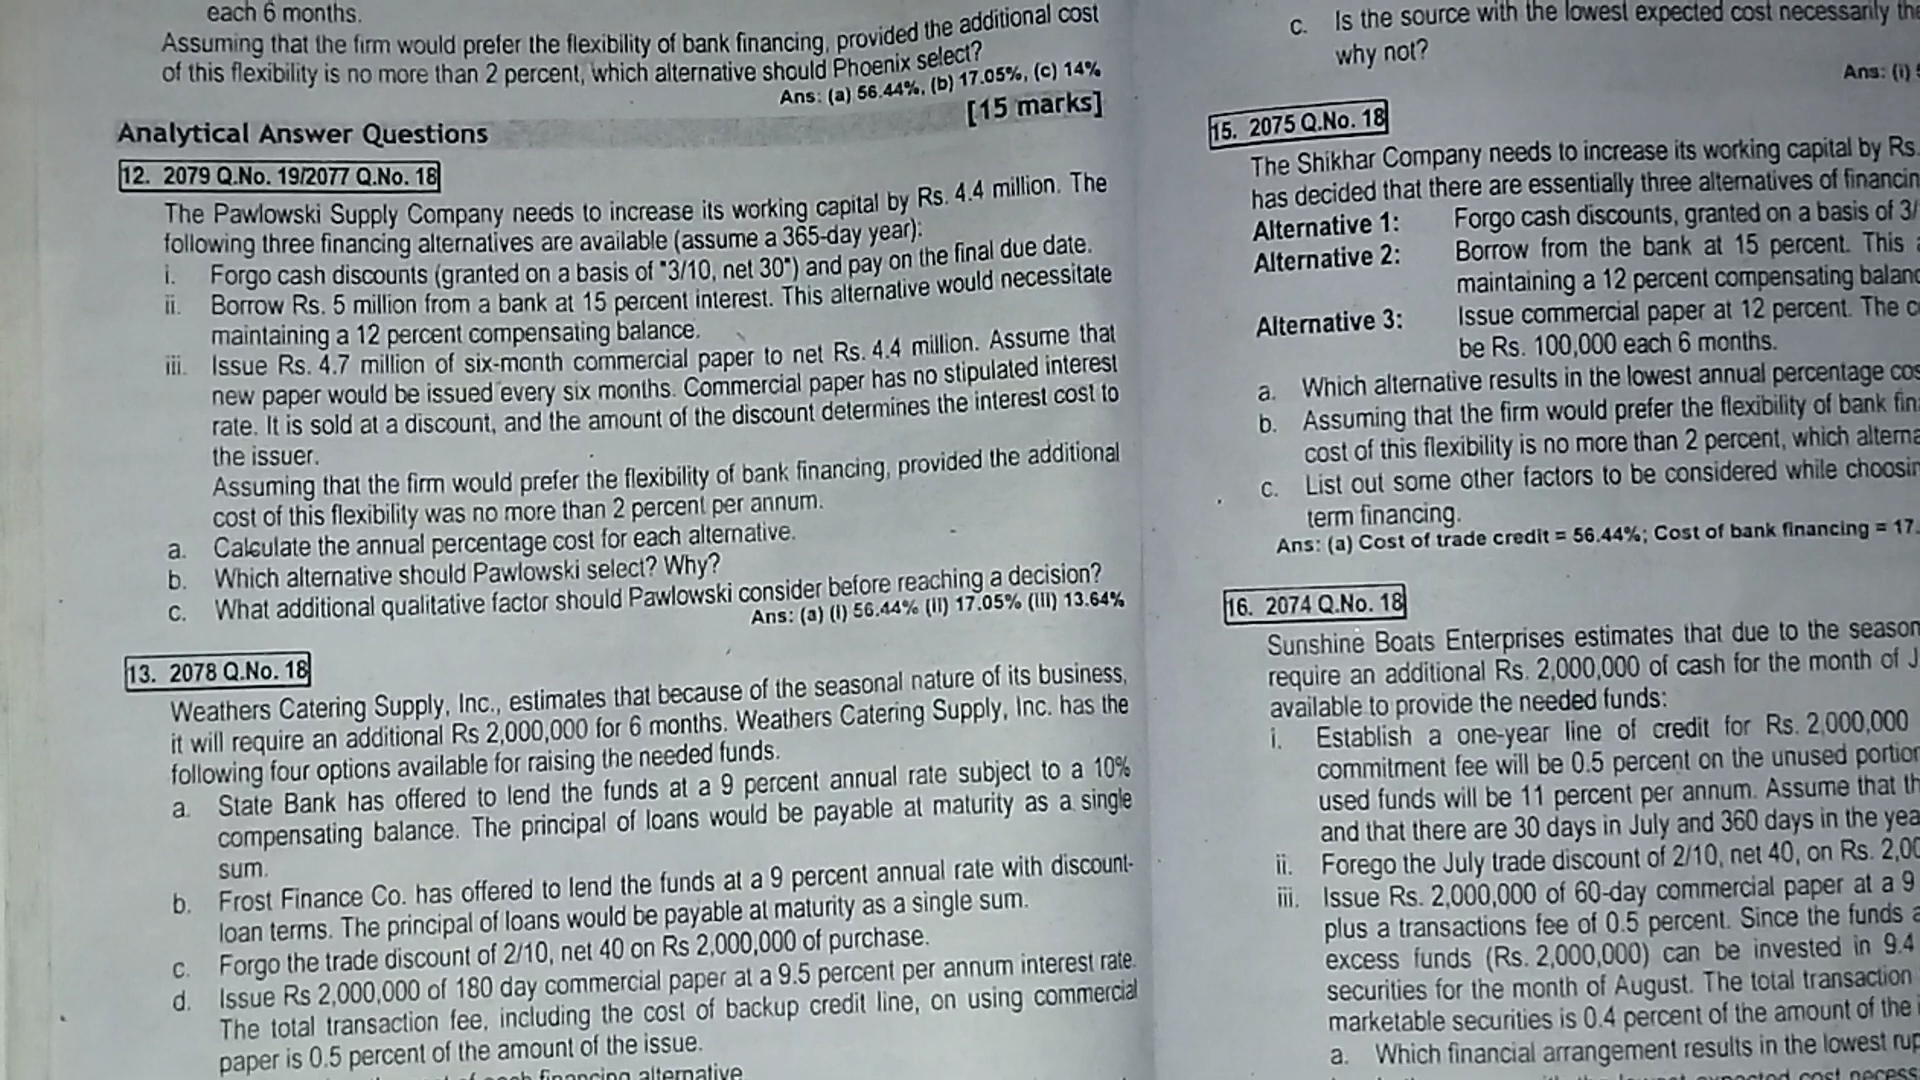 each 6 months.
Assuming that the firm would prefer the flexibility of bank financing, provided the additional cost
of this flexibility is no more than 2 percent, which alternative should Phoenix select?
Ans: (a) 56.44%, (b) 17.05%, (c) 14%
Analytical Answer Questions [15 marks]
12. 2079 Q.No. 19/2077 Q.No. 18
The Pawlowski Supply Company needs to increase its working capital by Rs. 4.4 million. The
following three financing alternatives are available (assume a 365-day year):
i. Forgo cash discounts (granted on a basis of "3/10, net 30") and pay on the final due date.
ii. Borrow Rs. 5 million from a bank at 15 percent interest. This alternative would necessitate
maintaining a 12 percent compensating balance.
iii. Issue Rs. 4.7 million of six-month commercial paper to net Rs. 4.4 million. Assume that
new paper would be issued every six months. Commercial paper has no stipulated interest
rate. It is sold at a discount, and the amount of the discount determines the interest cost to
the issuer.
Assuming that the firm would prefer the flexibility of bank financing, provided the additional
cost of this flexibility was no more than 2 percent per annum.
a. Calculate the annual percentage cost for each alternative.
b. Which alternative should Pawlowski select? Why?
c. What additional qualitative factor should Pawlowski consider before reaching a decision?
Ans: (a) (i) 56.44% (ii) 17.05% (iii) 13.64%
13. 2078 Q.No. 18
Weathers Catering Supply, Inc., estimates that because of the seasonal nature of its business,
it will require an additional Rs 2,000,000 for 6 months. Weathers Catering Supply, Inc. has the
following four options available for raising the needed funds.
a. State Bank has offered to lend the funds at a 9 percent annual rate subject to a 10%
compensating balance. The principal of loans would be payable at maturity as a single
sum.
b. Frost Finance Co. has offered to lend the funds at a 9 percent annual rate with discount-
loan terms. The principal of loans would be payable at maturity as a single sum.
c. Forgo the trade discount of 2/10, net 40 on Rs 2,000,000 of purchase.
d. Issue Rs 2,000,000 of 180 day commercial paper at a 9.5 percent per annum interest rate.
The total transaction fee, including the cost of backup credit line, on using commercial
paper is 0.5 percent of the amount of the issue.
financing alternative
c. Is the source with the lowest expected cost necessarily the
why not?
Ans: (i)
15. 2075 Q.No. 18
The Shikhar Company needs to increase its working capital by Rs.
has decided that there are essentially three alternatives of financin
Alternative 1: Forgo cash discounts, granted on a basis of 3/
Alternative 2: Borrow from the bank at 15 percent. This
maintaining a 12 percent compensating balanc
Alternative 3: Issue commercial paper at 12 percent. The
be Rs. 100,000 each 6 months.
a. Which alternative results in the lowest annual percentage cos
b. Assuming that the firm would prefer the flexibility of bank fin
cost of this flexibility is no more than 2 percent, which alterna
c. List out some other factors to be considered while choosin
term financing.
Ans: (a) Cost of trade credit = 56.44%; Cost of bank financing = 17.
16. 2074 Q.No. 18
Sunshine Boats Enterprises estimates that due to the season
require an additional Rs. 2,000,000 of cash for the month of J
available to provide the needed funds:
i. Establish a one-year line of credit for Rs. 2,000,000
commitment fee will be 0.5 percent on the unused portion
used funds will be 11 percent per annum. Assume that th
and that there are 30 days in July and 360 days in the yea
ii. Forego the July trade discount of 2/10, net 40, on Rs. 2,00
iii. Issue Rs. 2,000,000 of 60-day commercial paper at a 9
plus a transactions fee of 0.5 percent. Since the funds a
excess funds (Rs. 2,000,000) can be invested in 9.4
securities for the month of August. The total transaction
marketable securities is 0.4 percent of the amount of the
a. Which financial arrangement results in the lowest rup